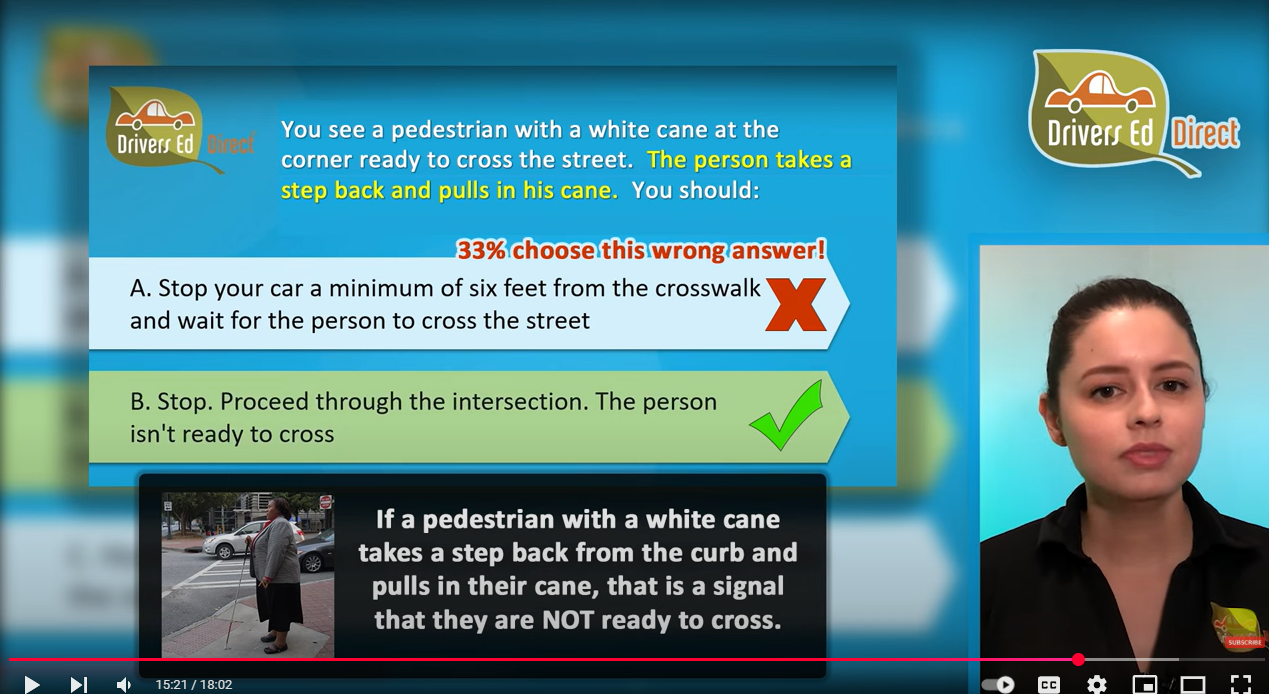 Drivers Ed Direct
You see a pedestrian with a white cane at the
corner ready to cross the street. The person takes a
step back and pulls in his cane. You should:
33% choose this wrong answer!
A. Stop your car a minimum of six feet from the crosswalk
and wait for the person to cross the street
B. Stop. Proceed through the intersection. The person
isn't ready to cross
If a pedestrian with a white cane
takes a step back from the curb and
pulls in their cane, that is a signal
that they are NOT ready to cross.
Drivers Ed Direct
SUBSCRIBE
15:21 / 18:02
CC